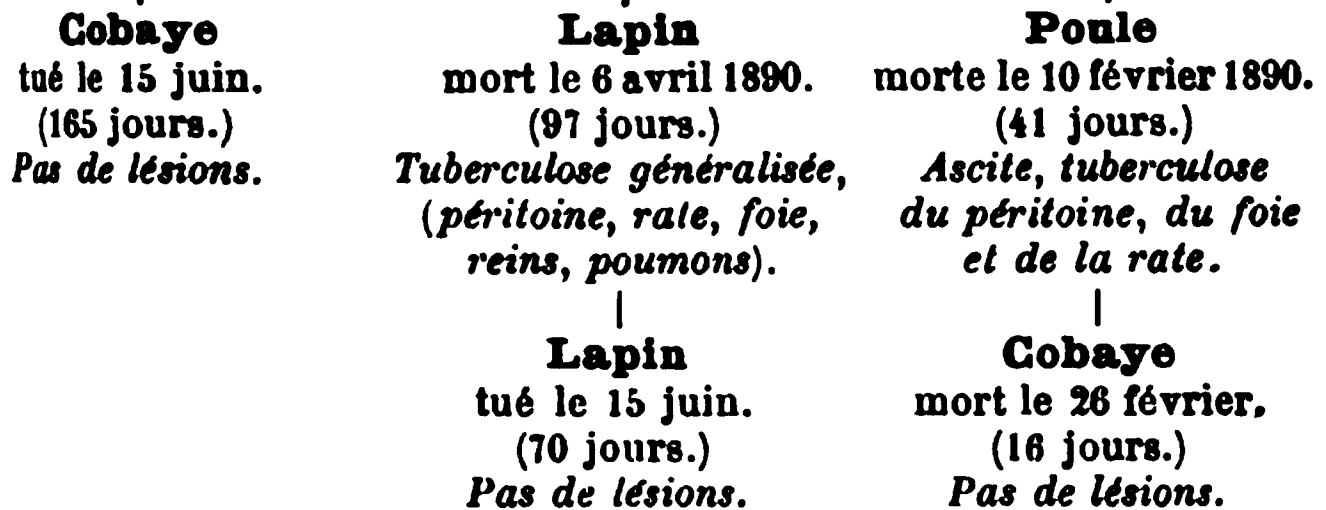 Cobaye
tué le 15 juin.
(165 jours.)
Pas de lésions.
Lapin
mort le 6 avril 1890.
(97 jours.)
Tuberculose généralisée,
(péritoine, rate, foie,
reins, poumons).
Poule
morte le 10 février 1890.
(41 jours.)
Ascite, tuberculose
du péritoine, du foie
et de la rate.
Lapin
tué le 15 juin.
(70 jours.)
Pas de lésions.
Cobaye
mort le 26 février.
(16 jours.)
Pas de lésions.